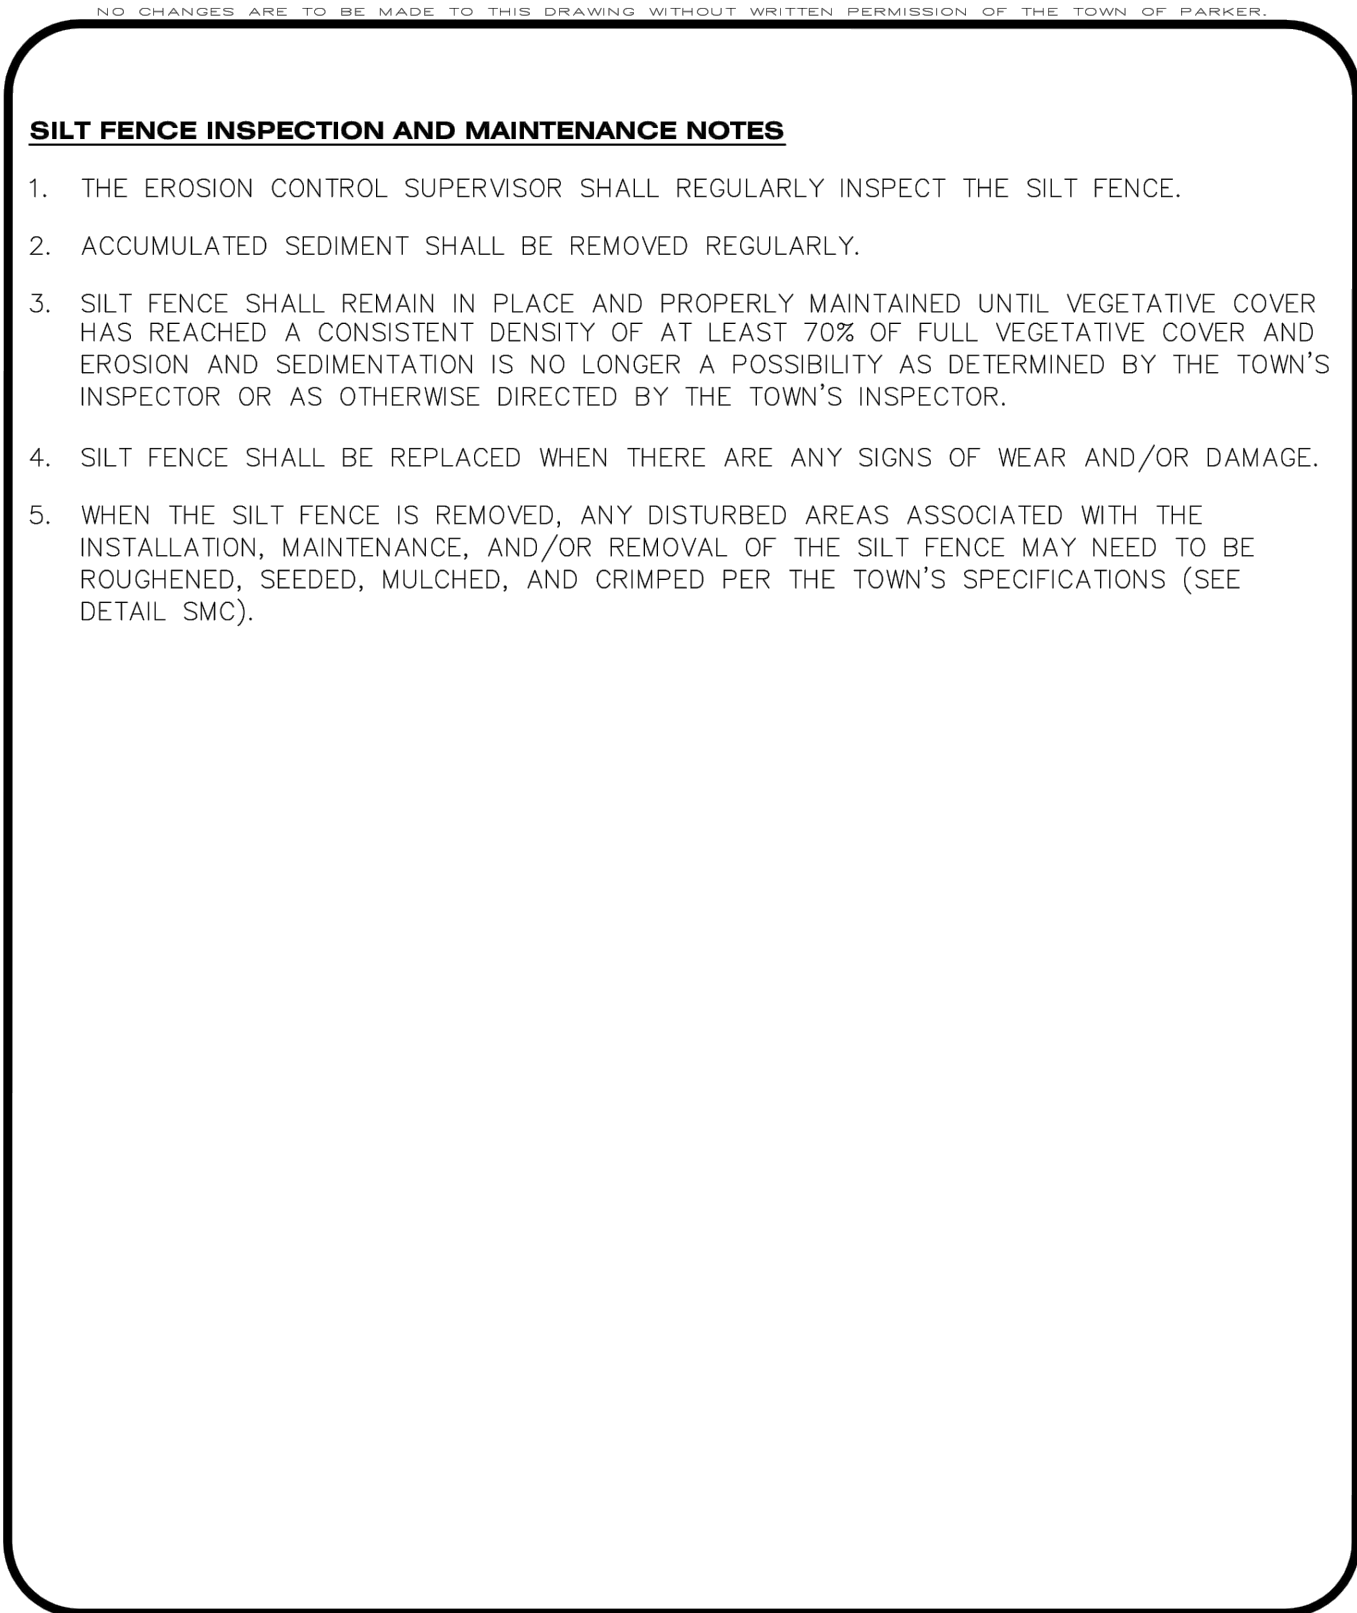 NO CHANGES ARE TO BE MADE TO THIS DRAWING WITHOUT WRITTEN PERMISSION OF THE TOWN OF PARKER.
SILT FENCE INSPECTION AND MAINTENANCE NOTES
1. THE EROSION CONTROL SUPERVISOR SHALL REGULARLY INSPECT THE SILT FENCE.
2. ACCUMULATED SEDIMENT SHALL BE REMOVED REGULARLY.
3. SILT FENCE SHALL REMAIN IN PLACE AND PROPERLY MAINTAINED UNTIL VEGETATIVE COVER
HAS REACHED A CONSISTENT DENSITY OF AT LEAST 70% OF FULL VEGETATIVE COVER AND
EROSION AND SEDIMENTATION IS NO LONGER A POSSIBILITY AS DETERMINED BY THE TOWN'S
INSPECTOR OR AS OTHERWISE DIRECTED BY THE TOWN'S INSPECTOR.
4. SILT FENCE SHALL BE REPLACED WHEN THERE ARE ANY SIGNS OF WEAR AND/OR DAMAGE.
5. WHEN THE SILT FENCE IS REMOVED, ANY DISTURBED AREAS ASSOCIATED WITH THE
INSTALLATION, MAINTENANCE, AND/OR REMOVAL OF THE SILT FENCE MAY NEED TO BE
ROUGHENED, SEEDED, MULCHED, AND CRIMPED PER THE TOWN'S SPECIFICATIONS (SEE
DETAIL SMC).